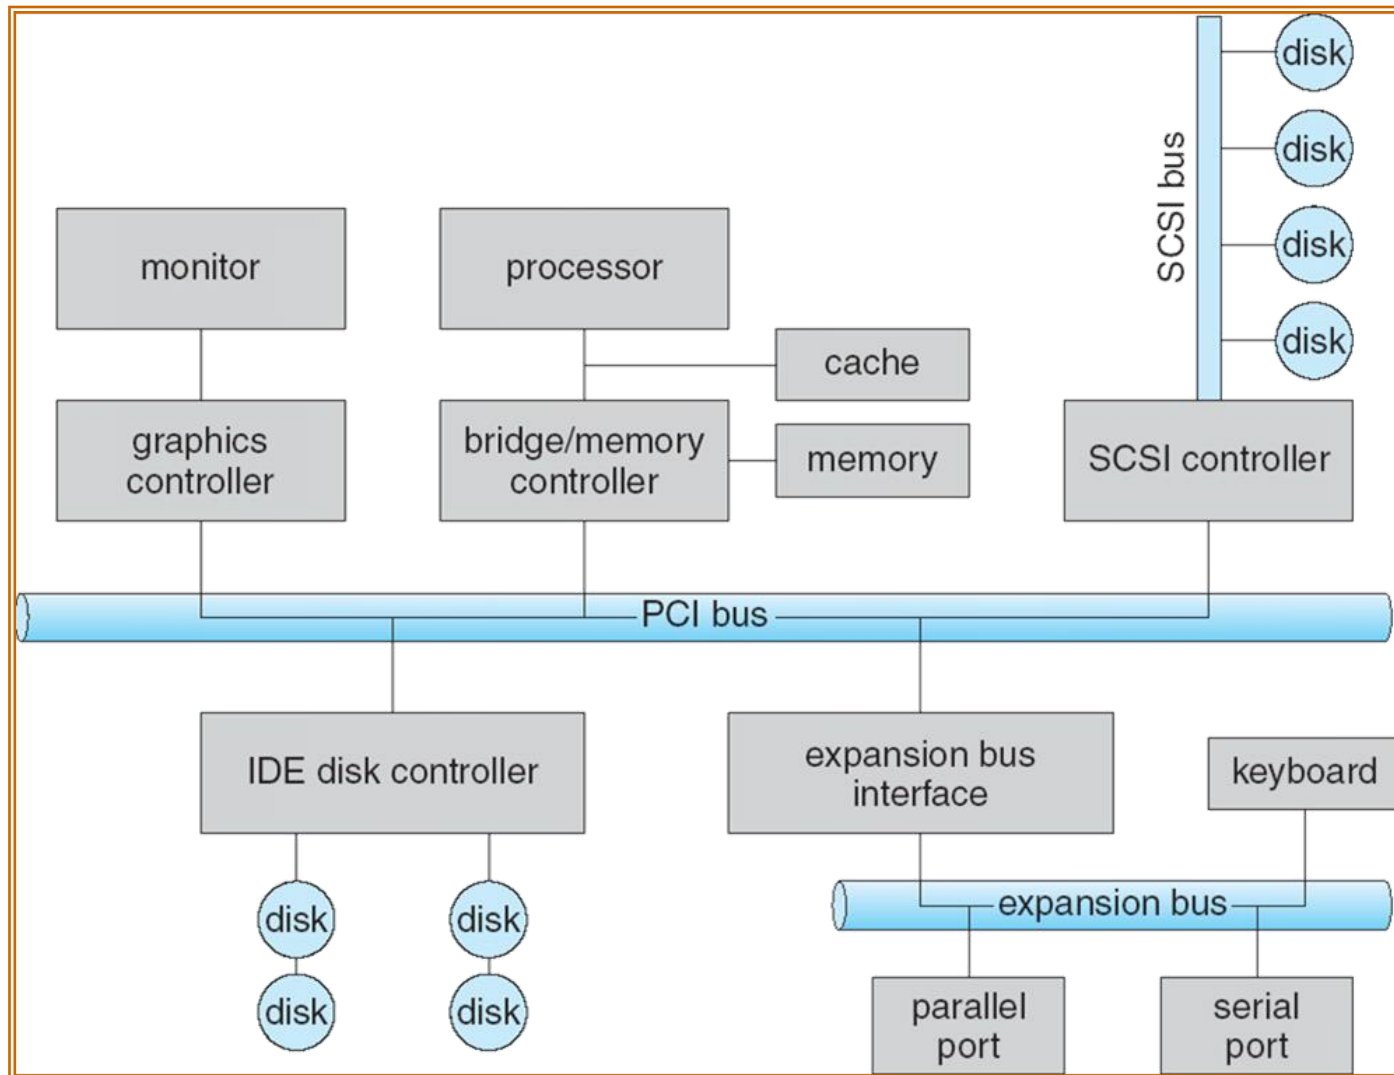 disk
disk
disk
disk
SCSI bus
monitor
processor
cache
graphics
controller
bridge/memory
controller
memory
SCSI controller
PCI bus
IDE disk controller
expansion bus
interface
keyboard
disk
disk
disk
disk
expansion bus
parallel
port
serial
port